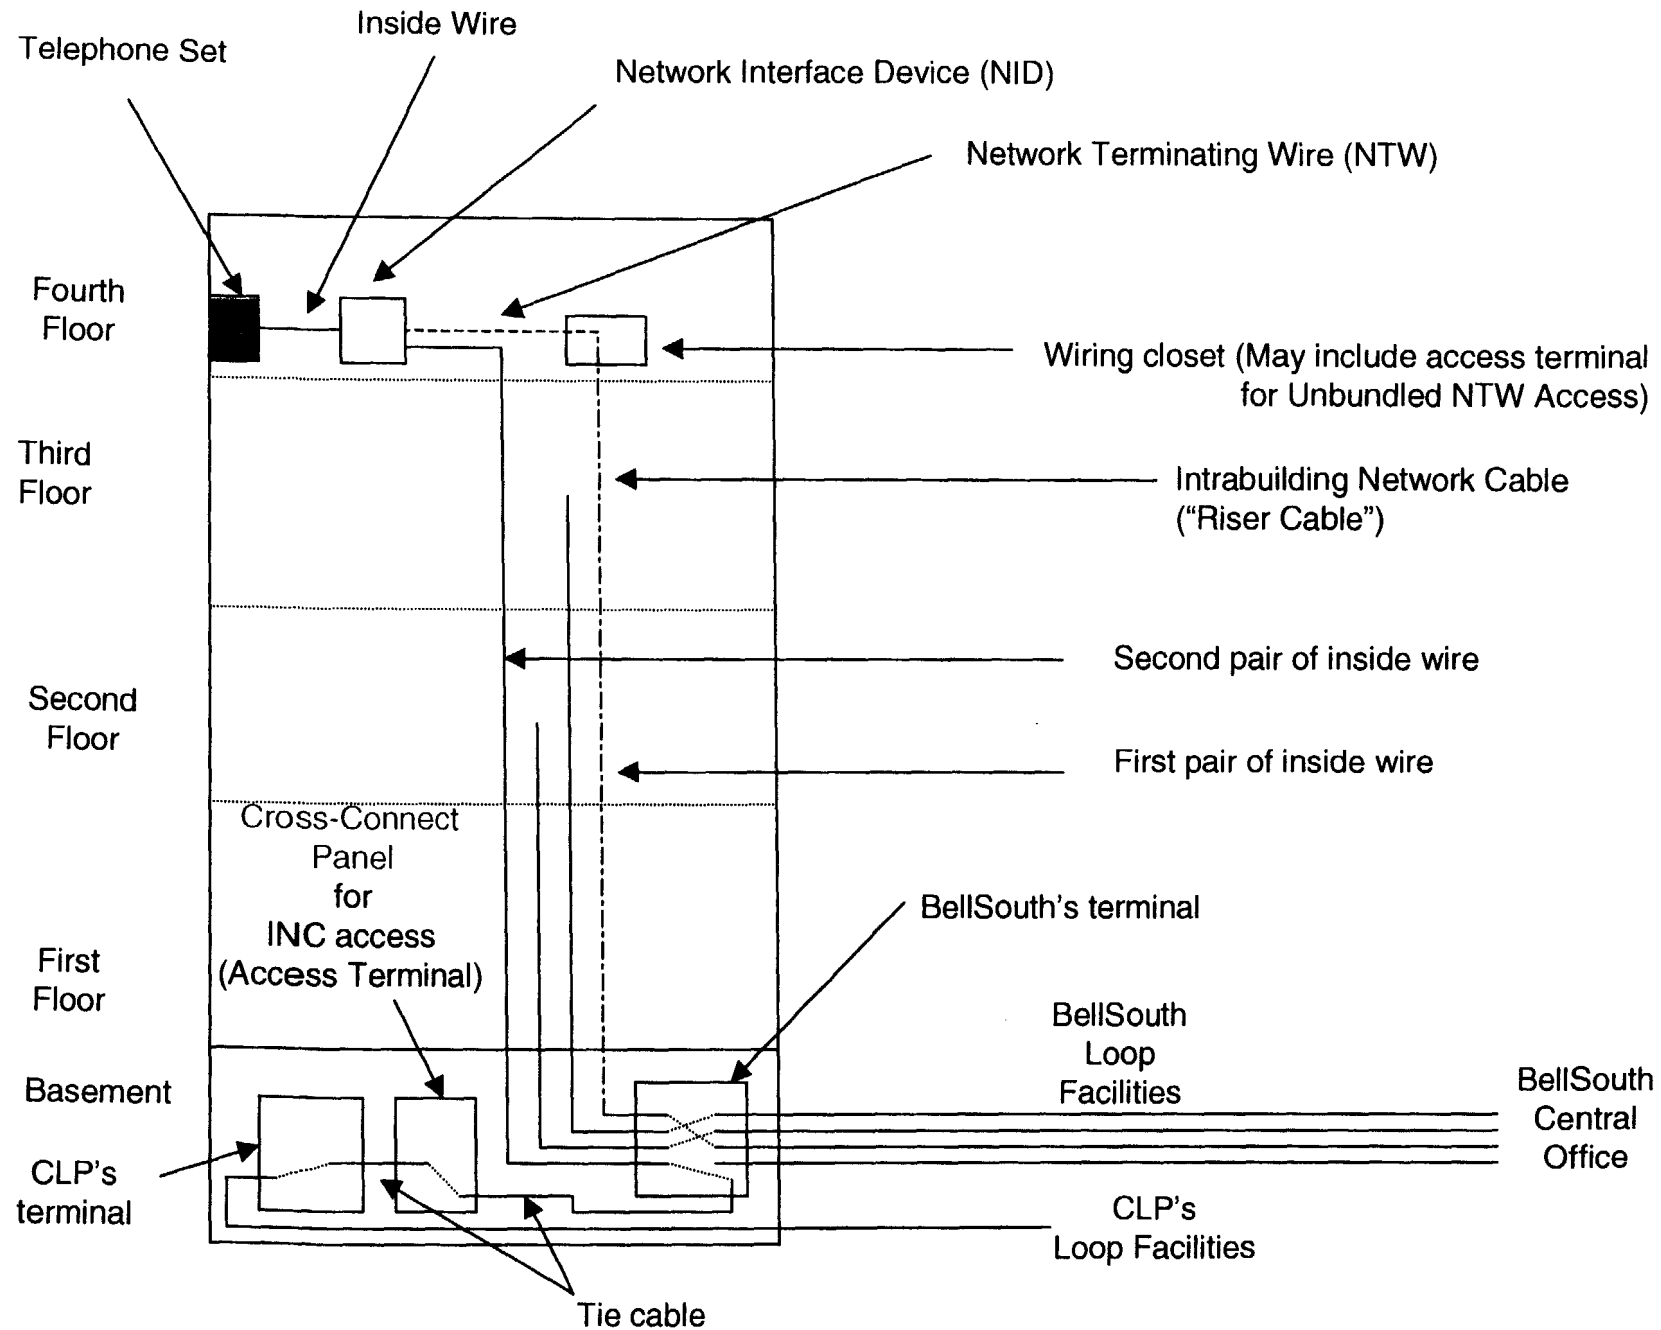 Inside Wire
Telephone Set
Network Interface Device (NID)
Network Terminating Wire (NTW)
Fourth
Floor
Wiring closet (May include access terminal
for Unbundled NTW Access)
Third
Floor
Intrabuilding Network Cable
(“Riser Cable”)
Second pair of inside wire
Second
Floor
First pair of inside wire
Cross-Connect
Panel
for
INC access
(Access Terminal)
BellSouth’s terminal
First
Floor
BellSouth
Loop
Facilities
Basement
BellSouth
Central
Office
CLP’s
terminal
CLP’s
Loop Facilities
Tie cable